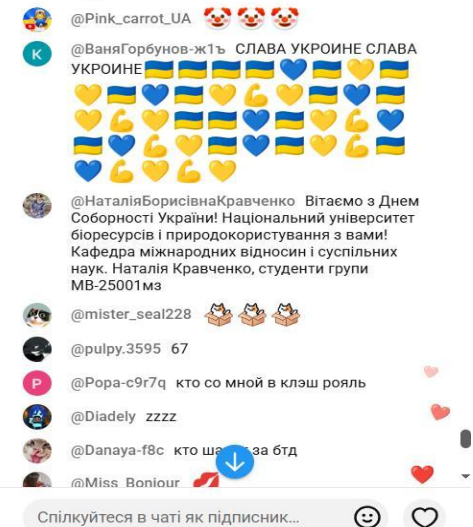 @Pink_carrot_UA 🤡🤡🤡
@ВаняГорбунов-ж1ъ СЛАВА УКРОИНЕ СЛАВА
УКРОИНЕ🇺🇦🇺🇦🇺🇦🇺🇦💙🇺🇦💛🇺🇦
💛🇺🇦💙🇺🇦💛💪💛🇺🇦💙🇺🇦
💛💪💛🇺🇦🇺🇦💙🇺🇦💛💪💙
🇺🇦💙💪💛🇺🇦💙🇺🇦💛💪🇺🇦
💙💪💛💪💛
@НаталіяБорисівнаКравченко Вітаємо з Днем
Соборності України! Національний університет
біоресурсів і природокористування з вами!
Кафедра міжнародних відносин і суспільних
наук. Наталія Кравченко, студенти групи
МВ-25001мз
@mister_seal228
@pulpy.3595 67
@Popa-c9r7q кто со мной в клэш рояль
@Diadely zzzz
@Danaya-f8c кто за бтд
@Miss Bonjour 💋
Спілкуйтеся в чаті як підписник...